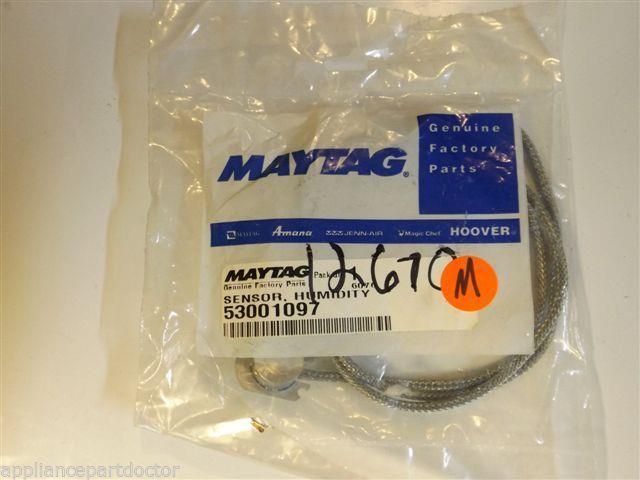 Genuine
Factory
Parts
MAYTAG®
MAYTAG Amana JENN-AIR Magic Chef HOOVER
12.670 M
MAYTAG
Genuine Factory Parts
SENSOR, HUMIDITY
53001097
© appliancepartdoctor